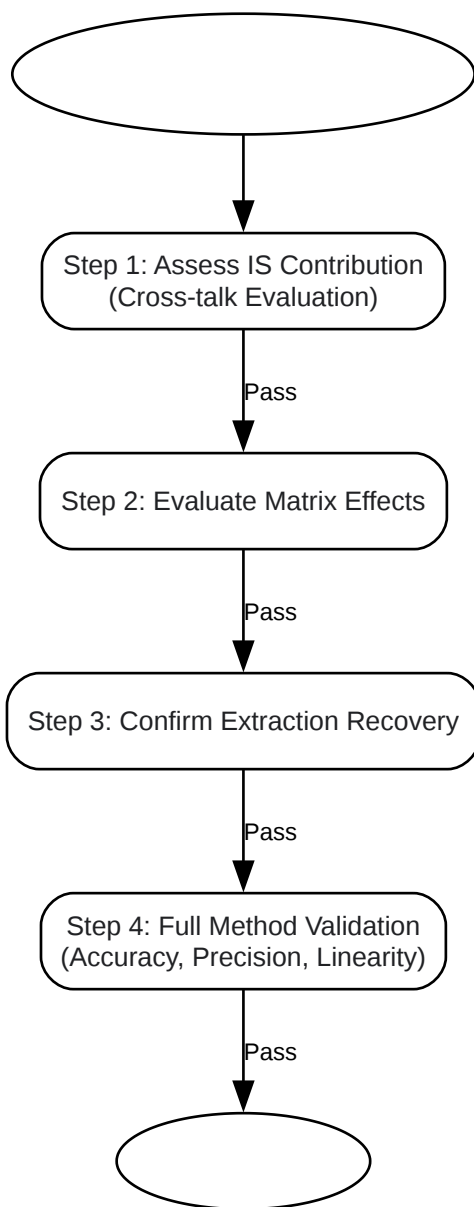 Step 1: Assess IS Contribution
(Cross-talk Evaluation)
Pass
Step 2: Evaluate Matrix Effects
Pass
Step 3: Confirm Extraction Recovery
Pass
Step 4: Full Method Validation
(Accuracy, Precision, Linearity)
Pass